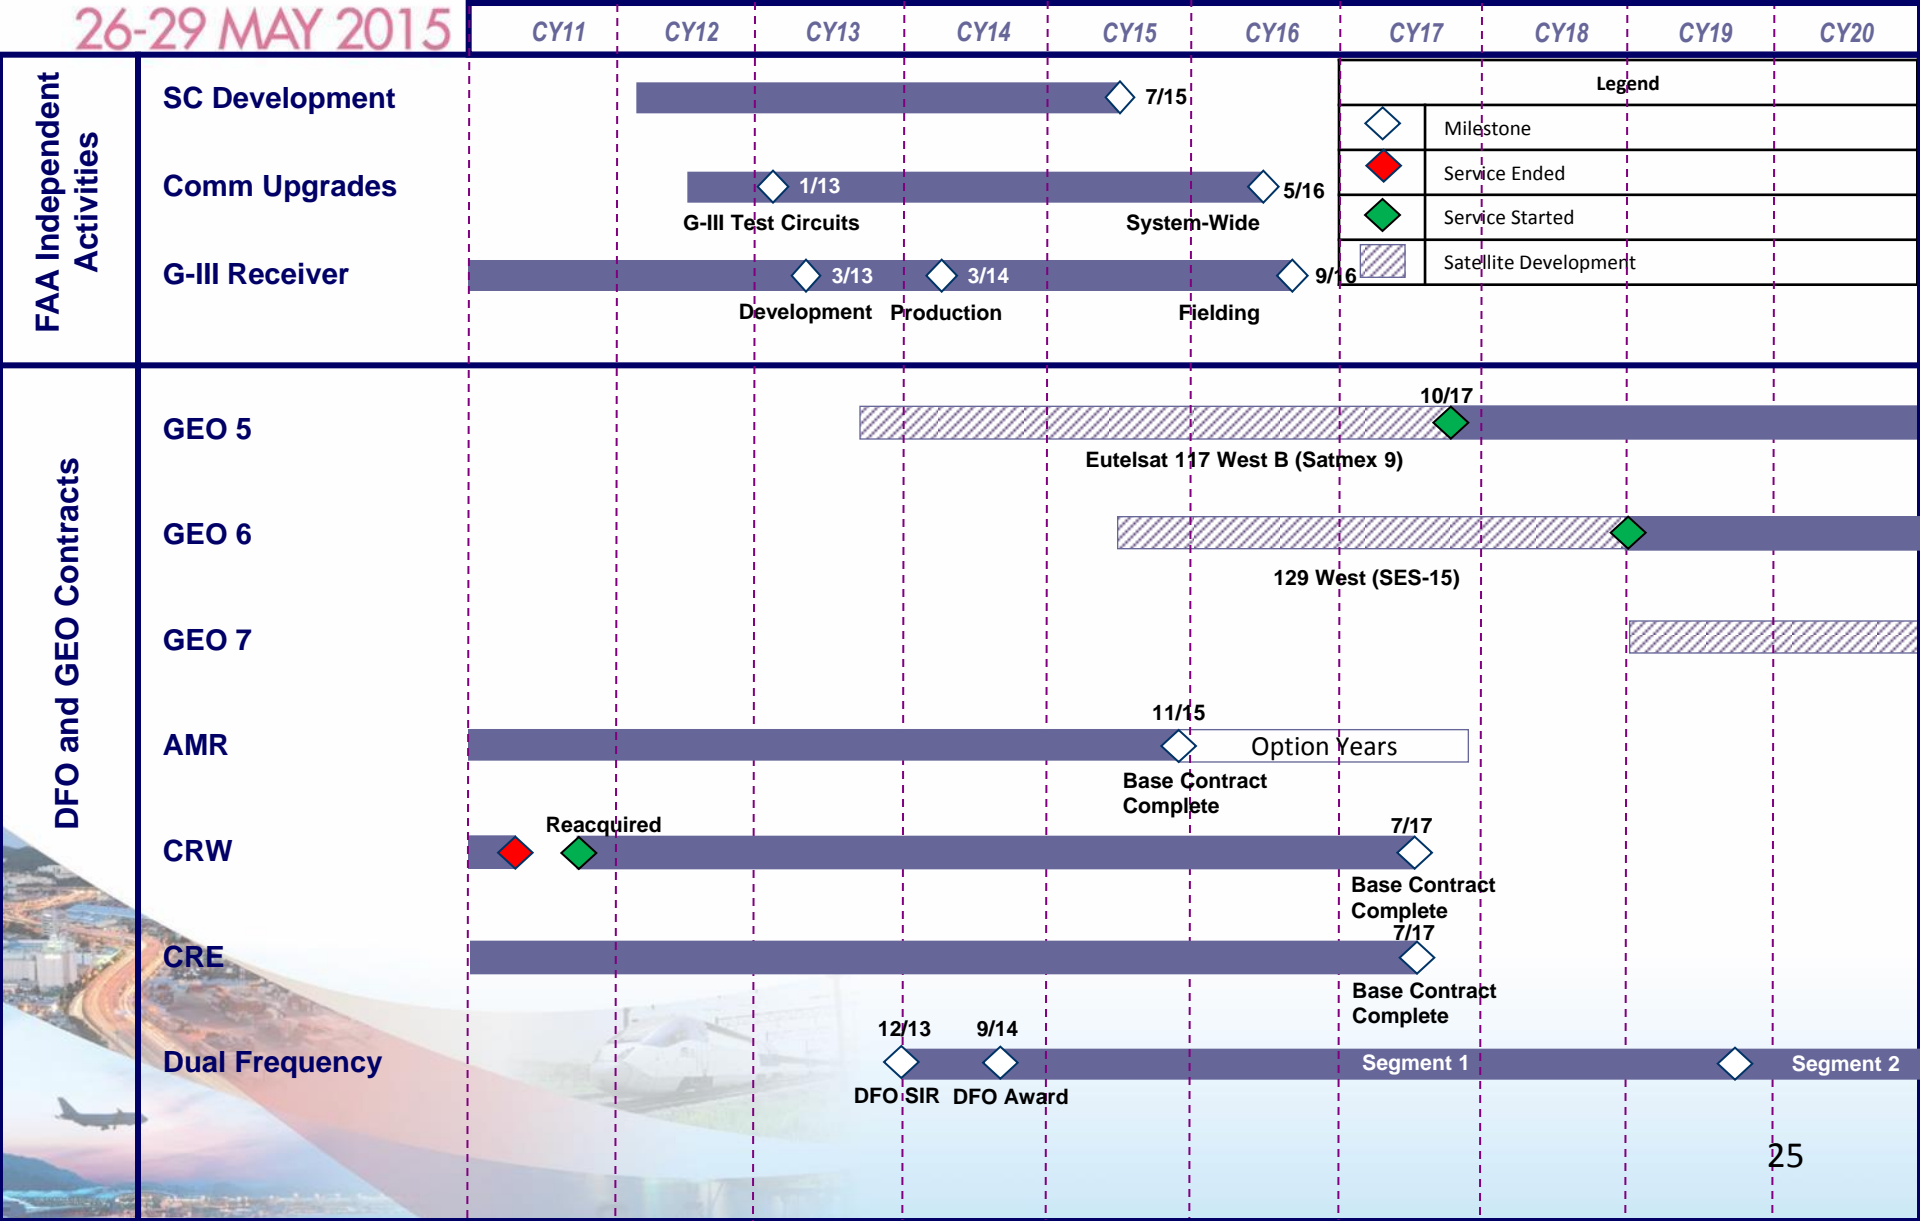 26-29 MAY 2015
CY11 CY12 CY13 CY14 CY15 CY16 CY17 CY18 CY19 CY20
FAA Independent
Activities
SC Development
7/15
Comm Upgrades
1/13
5/16
G-III Test Circuits
System-Wide
G-III Receiver
3/13
3/14
9/16
Development
Production
Fielding
Legend
Milestone
Service Ended
Service Started
Satellite Development
DFO and GEO Contracts
GEO 5
10/17
Eutelsat 117 West B (Satmex 9)
GEO 6
129 West (SES-15)
GEO 7
AMR
11/15
Option Years
Base Contract
Complete
CRW
Reacquired
7/17
Base Contract
Complete
CRE
7/17
Base Contract
Complete
Dual Frequency
12/13
9/14
Segment 1
Segment 2
DFO SIR
DFO Award
25